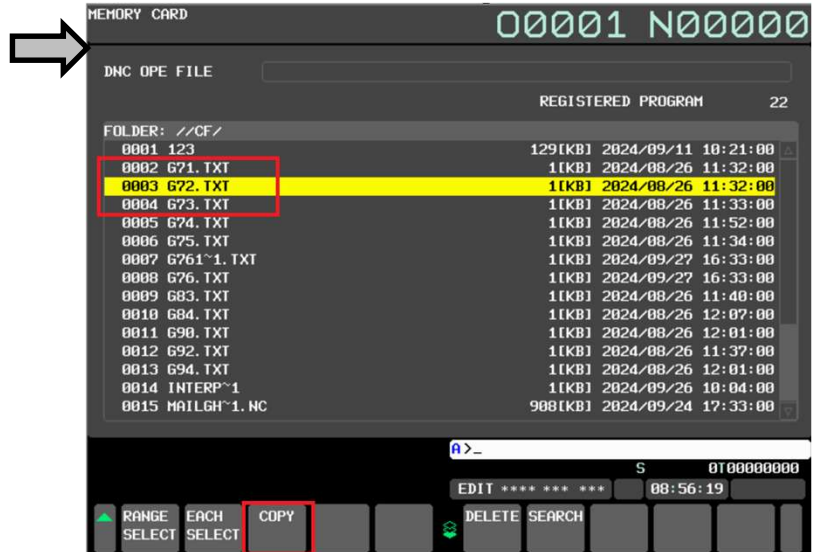 MEMORY CARD
O0001 N00000
DNC OPE FILE
REGISTERED PROGRAM 22
FOLDER: //CF/
0001 123 129[KB] 2024/09/11 10:21:00
0002 G71.TXT 1[KB] 2024/08/26 11:32:00
0003 G72.TXT 1[KB] 2024/08/26 11:32:00
0004 G73.TXT 1[KB] 2024/08/26 11:33:00
0005 G74.TXT 1[KB] 2024/08/26 11:52:00
0006 G75.TXT 1[KB] 2024/08/26 11:34:00
0007 G761~1.TXT 1[KB] 2024/09/27 16:33:00
0008 G76.TXT 1[KB] 2024/09/27 16:33:00
0009 G83.TXT 1[KB] 2024/08/26 11:40:00
0010 G84.TXT 1[KB] 2024/08/26 12:07:00
0011 G90.TXT 1[KB] 2024/08/26 12:01:00
0012 G92.TXT 1[KB] 2024/08/26 11:37:00
0013 G94.TXT 1[KB] 2024/08/26 12:01:00
0014 INTERP~1 1[KB] 2024/09/26 10:04:00
0015 MAILGH~1.NC 908[KB] 2024/09/24 17:33:00
A>_
S 0T00000000
EDIT **** *** *** 08:56:19
RANGE SELECT EACH SELECT COPY DELETE SEARCH